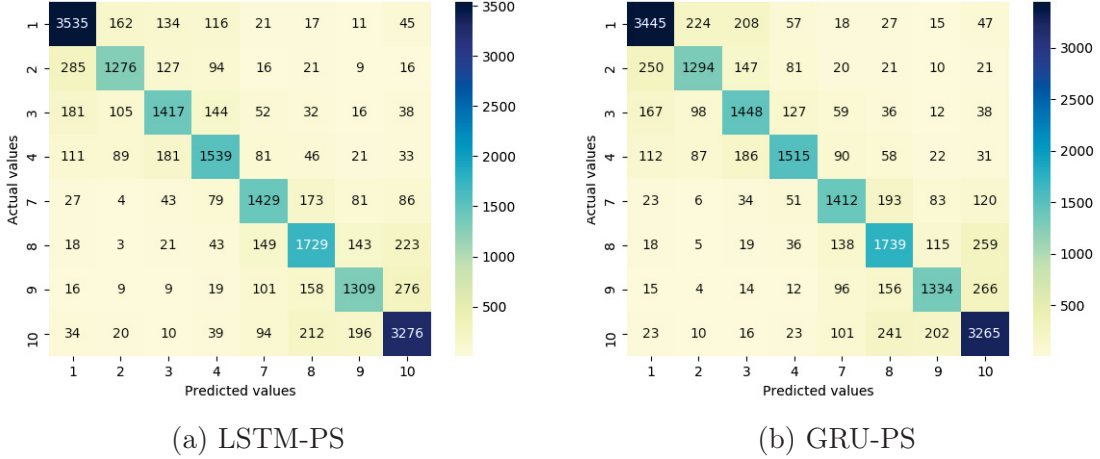 1 3535 162 134 116 21 17 11 45
2 285 1276 127 94 16 21 9 16
3 181 105 1417 144 52 32 16 38
4 111 89 181 1539 81 46 21 33
7 27 4 43 79 1429 173 81 86
8 18 3 21 43 149 1729 143 223
9 16 9 9 19 101 158 1309 276
10 34 20 10 39 94 212 196 3276
1 2 3 4 7 8 9 10
Actual values
Predicted values
3500
3000
2500
2000
1500
1000
500
(a) LSTM-PS
1 3445 224 208 57 18 27 15 47
2 250 1294 147 81 20 21 10 21
3 167 98 1448 127 59 36 12 38
4 112 87 186 1515 90 58 22 31
7 23 6 34 51 1412 193 83 120
8 18 5 19 36 138 1739 115 259
9 15 4 14 12 96 156 1334 266
10 23 10 16 23 101 241 202 3265
1 2 3 4 7 8 9 10
Actual values
Predicted values
3000
2500
2000
1500
1000
500
(b) GRU-PS